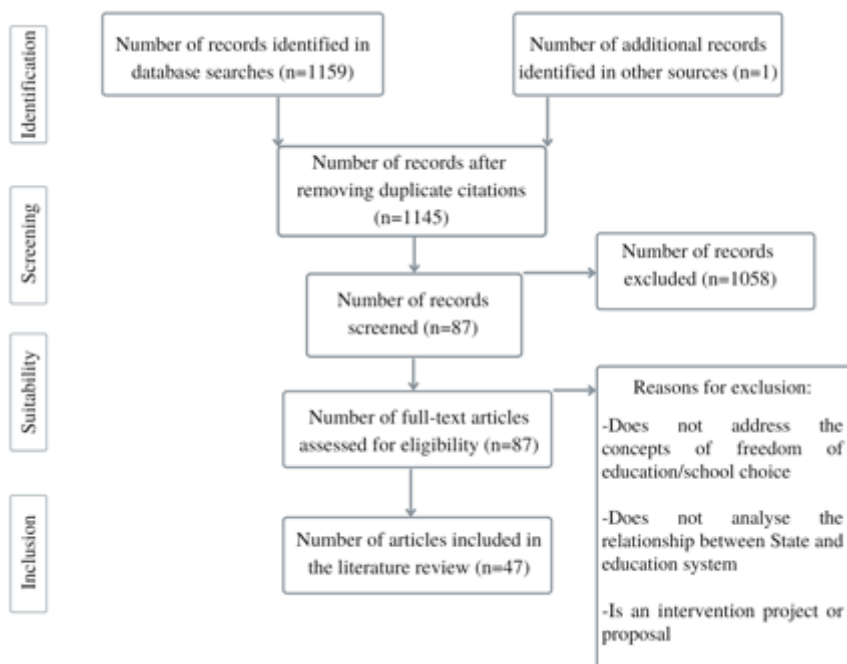 Identification
Number of records identified in
database searches (n=1159)
Number of additional records
identified in other sources (n=1)
Number of records after
removing duplicate citations
(n=1145)
Screening
Number of records
excluded (n=1058)
Number of records
screened (n=87)
Suitability
Number of full-text articles
assessed for eligibility (n=87)
Reasons for exclusion:
-Does not address the
concepts of freedom of
education/school choice
-Does not analyse the
relationship between State and
education system
-Is an intervention project or
proposal
Inclusion
Number of articles included in
the literature review (n=47)